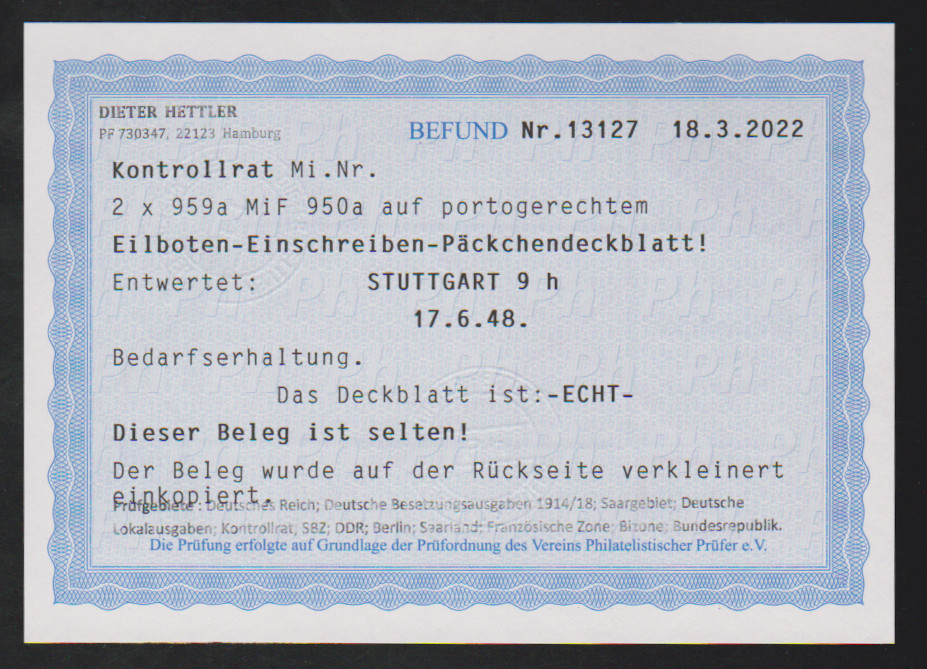 DIETER HETTLER
PF 730347, 22123 Hamburg
BEFUND Nr.13127 18.3.2022
Kontrollrat Mi.Nr.
2 x 959a MiF 950a auf portogerechtem
Eilboten-Einschreiben-Päckchendeckblatt!
Entwertet: STUTTGART 9 h
17.6.48.
Bedarfserhaltung.
Das Deckblatt ist:-ECHT-
Dieser Beleg ist selten!
Der Beleg wurde auf der Rückseite verkleinert
einkopiert.
Prüfgebiete: Deutsches Reich; Deutsche Besetzungsausgaben 1914/18; Saargebiet; Deutsche
Lokalausgaben; Kontrollrat; SBZ; DDR; Berlin; Saarland; Französische Zone; Bizone; Bundesrepublik.
Die Prüfung erfolgte auf Grundlage der Prüfordnung des Vereins Philatelistischer Prüfer e.V.